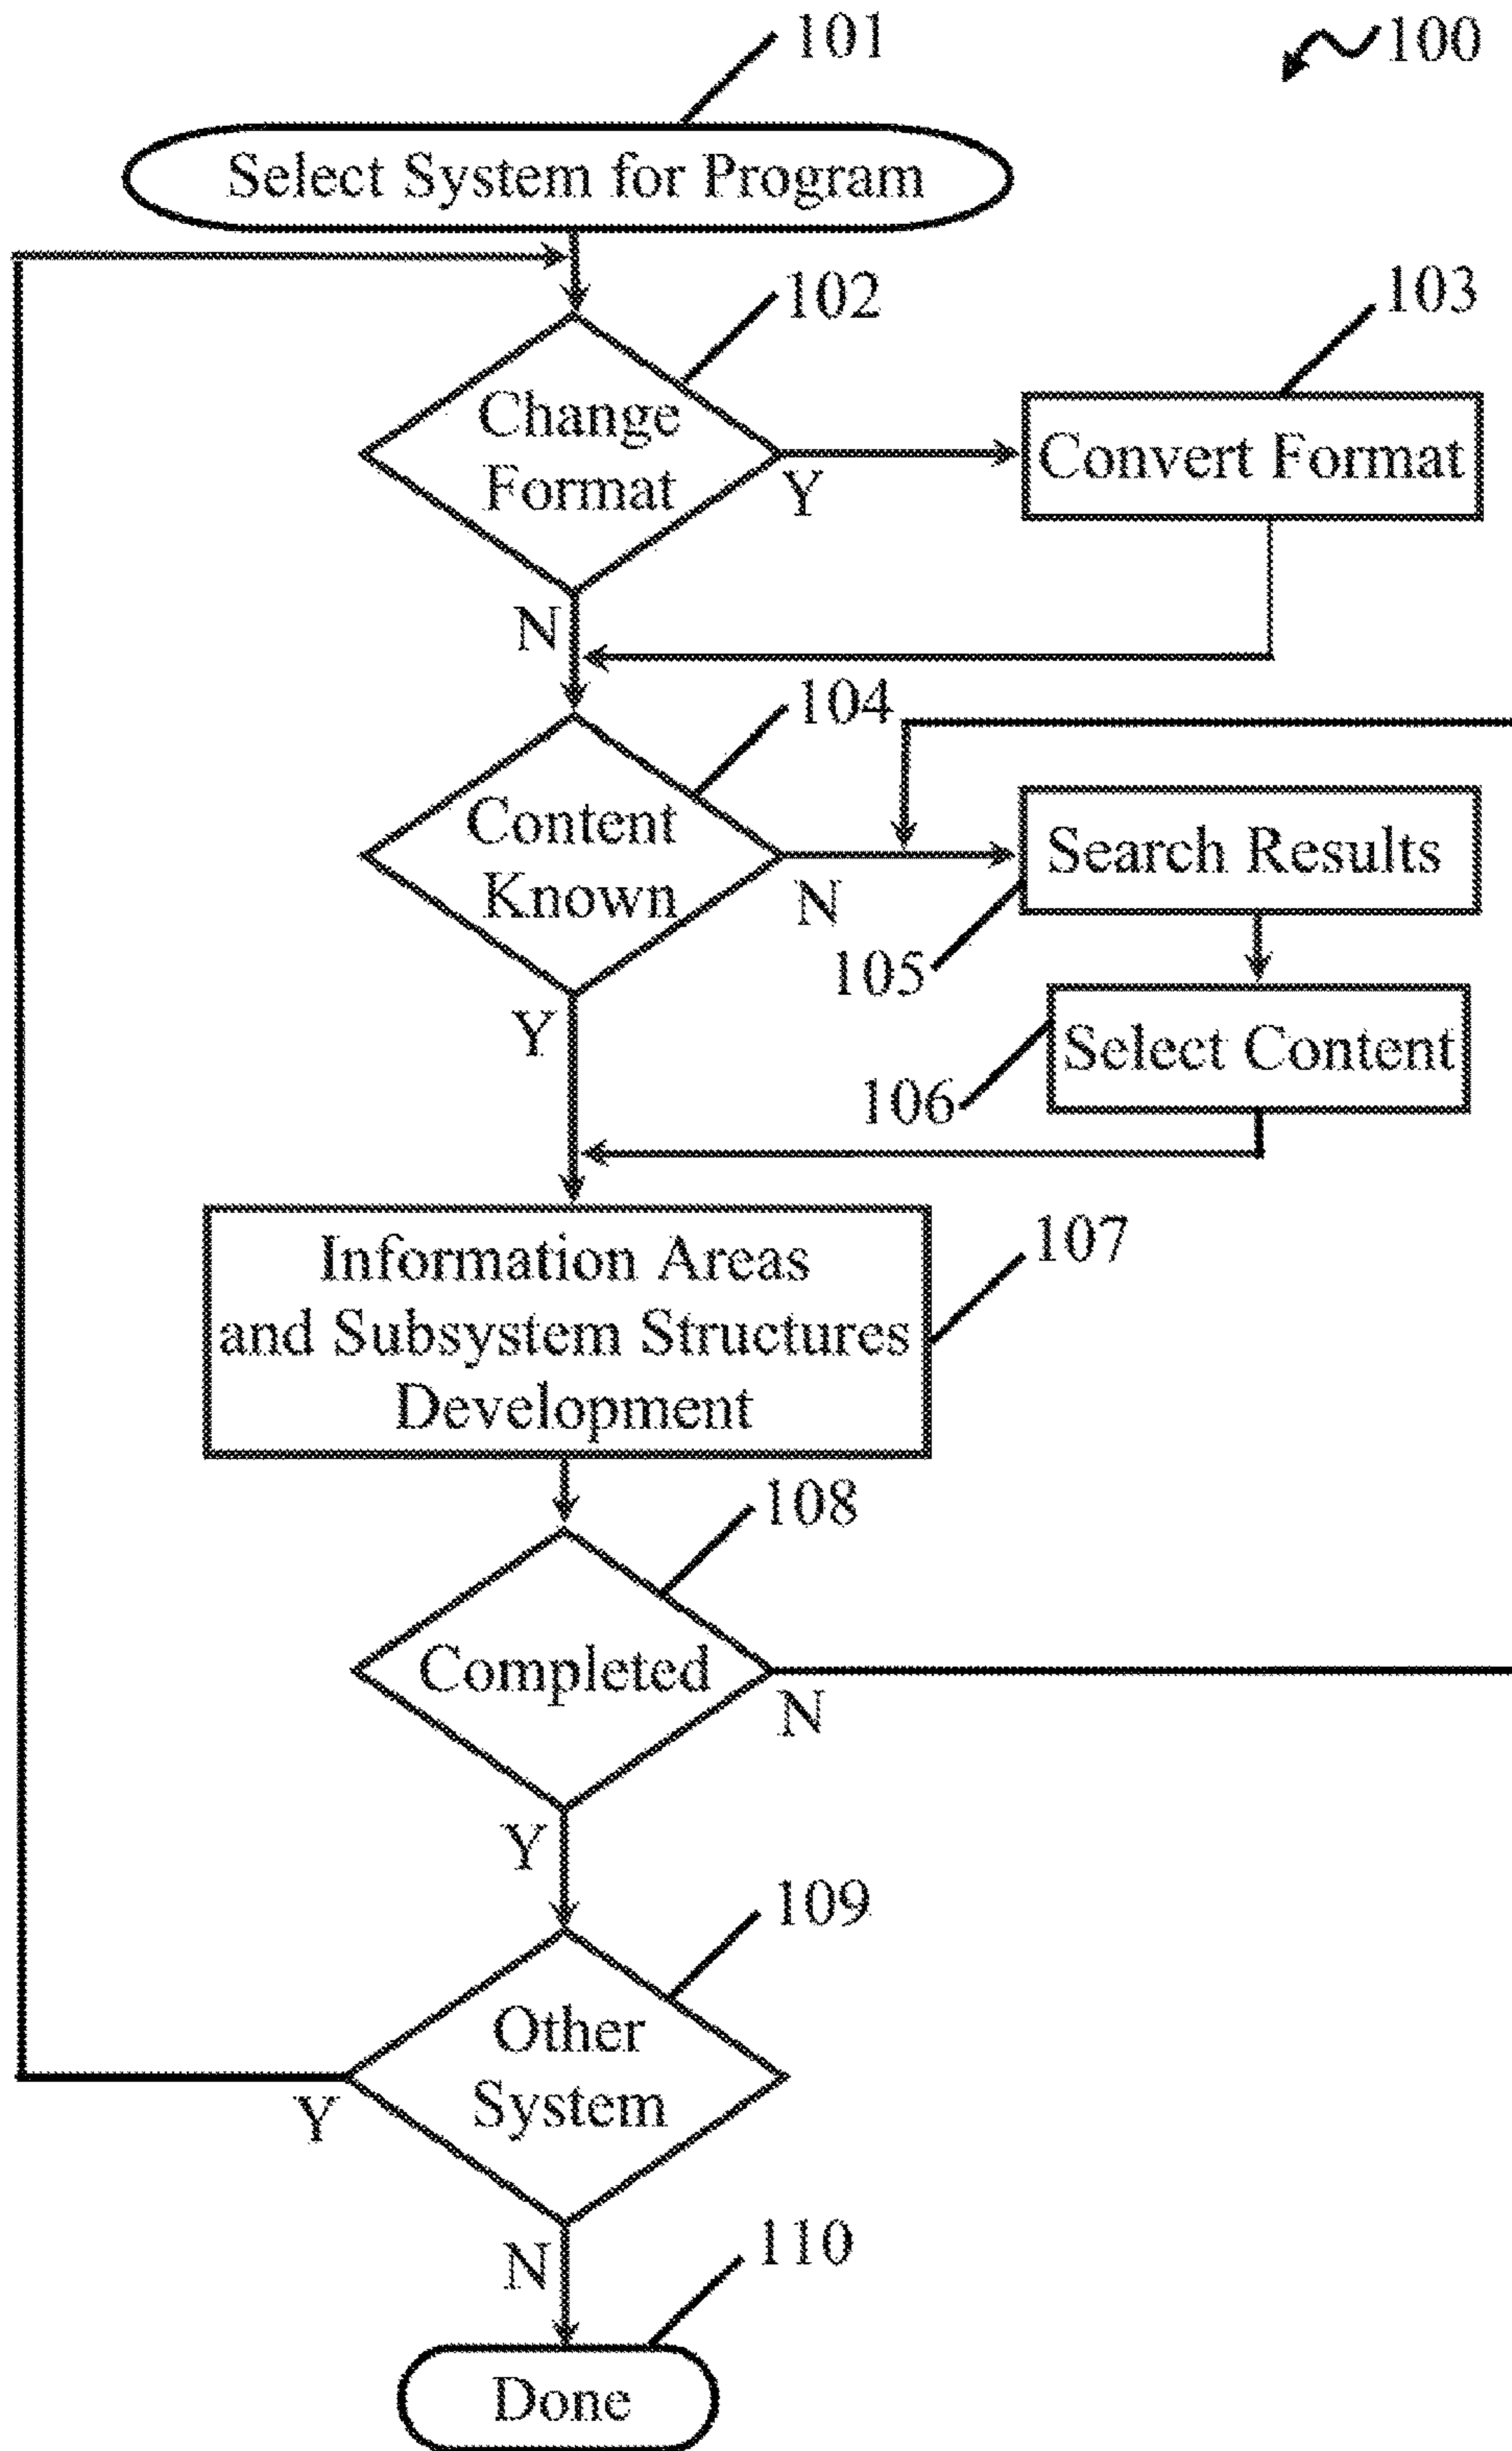 101
100
Select System for Program
102
103
Change
Format
Y
Convert Format
N
104
Content
Known
N
Search Results
105
Y
Select Content
106
Information Areas
and Subsystem Structures
Development
107
108
Completed
N
Y
109
Other
System
Y
N
110
Done